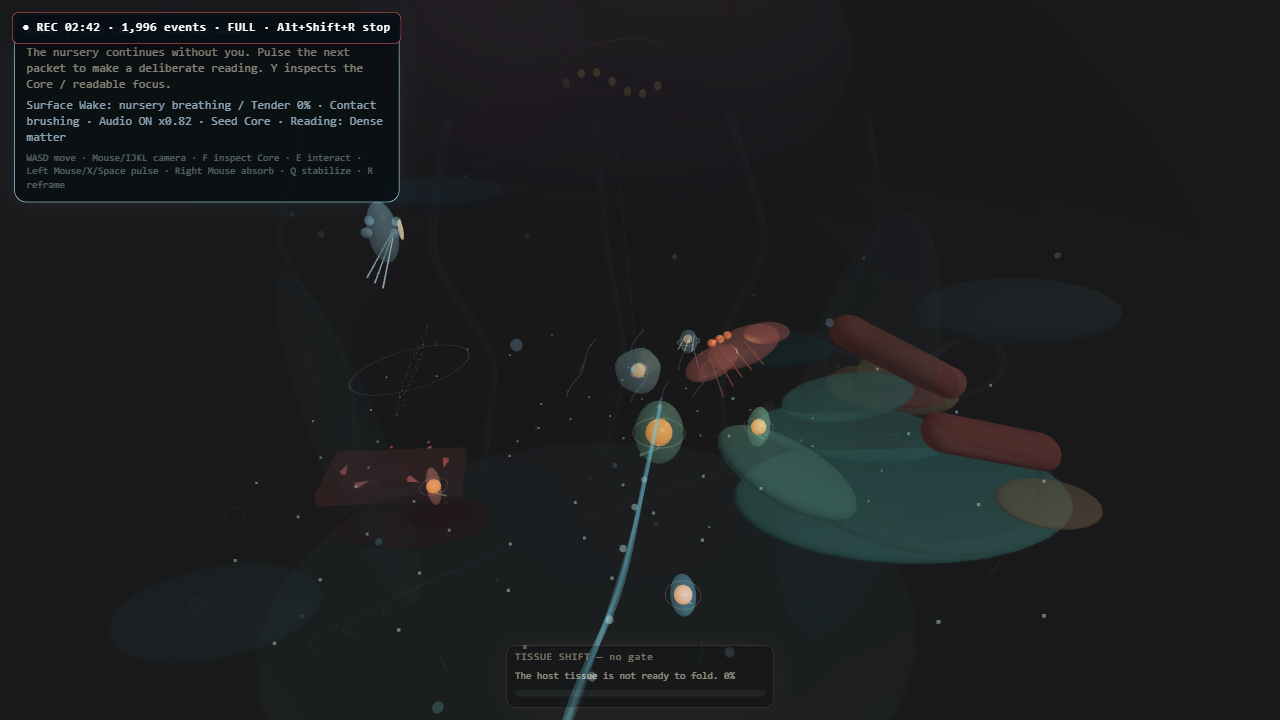 ● REC 02:42 · 1,996 events · FULL · Alt+Shift+R stop
The nursery continues without you. Pulse the next
packet to make a deliberate reading. Y inspects the
Core / readable focus.
Surface Wake: nursery breathing / Tender 0% · Contact
brushing · Audio ON x0.82 · Seed Core · Reading: Dense
matter
WASD move · Mouse/IJKL camera · F inspect Core · E interact ·
Left Mouse/X/Space pulse · Right Mouse absorb · Q stabilize · R
reframe
TISSUE SHIFT — no gate
The host tissue is not ready to fold. 0%